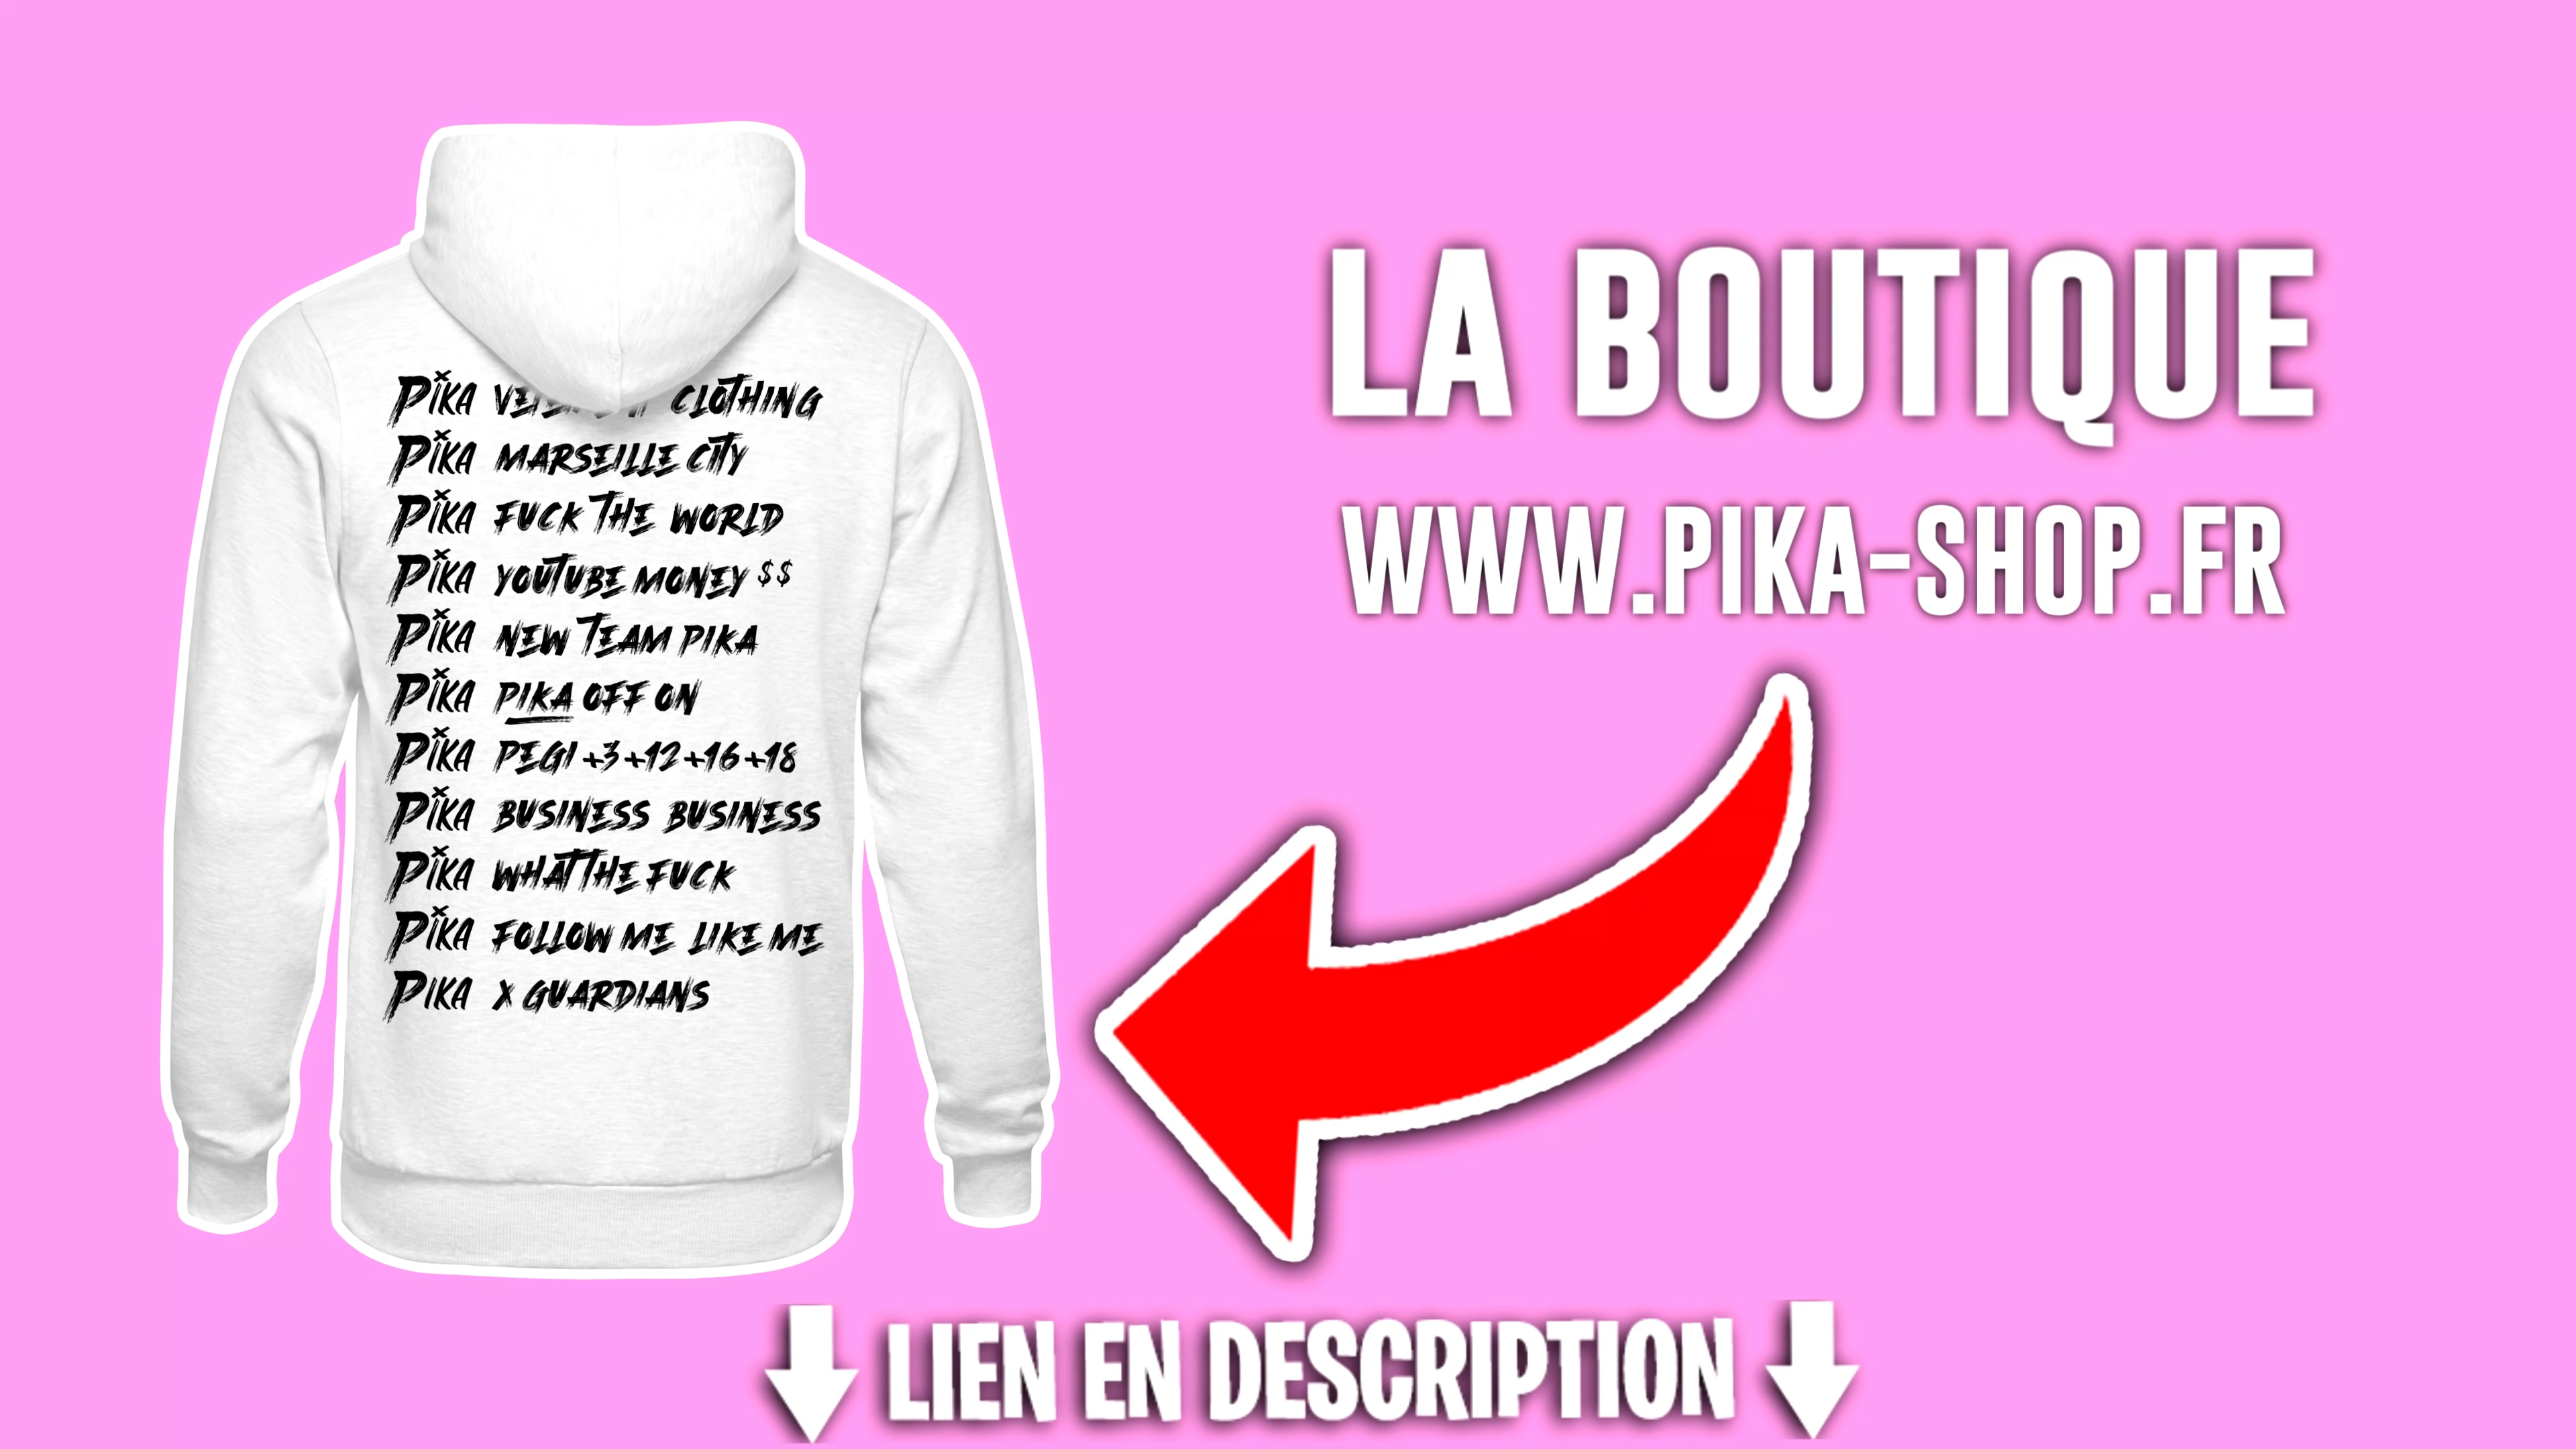 PIKA CLOTHING
PIKA MARSEILLE CITY
PIKA FUCK THE WORLD
PIKA YOUTUBE MONEY $$
PIKA NEW TEAM PIKA
PIKA PIKA OFF ON
PIKA PEGI +3+12+16+18
PIKA BUSINESS BUSINESS
PIKA WHAT THE FUCK
PIKA FOLLOW ME LIKE ME
PIKA X GUARDIANS
LA BOUTIQUE
WWW.PIKA-SHOP.FR
LIEN EN DESCRIPTION